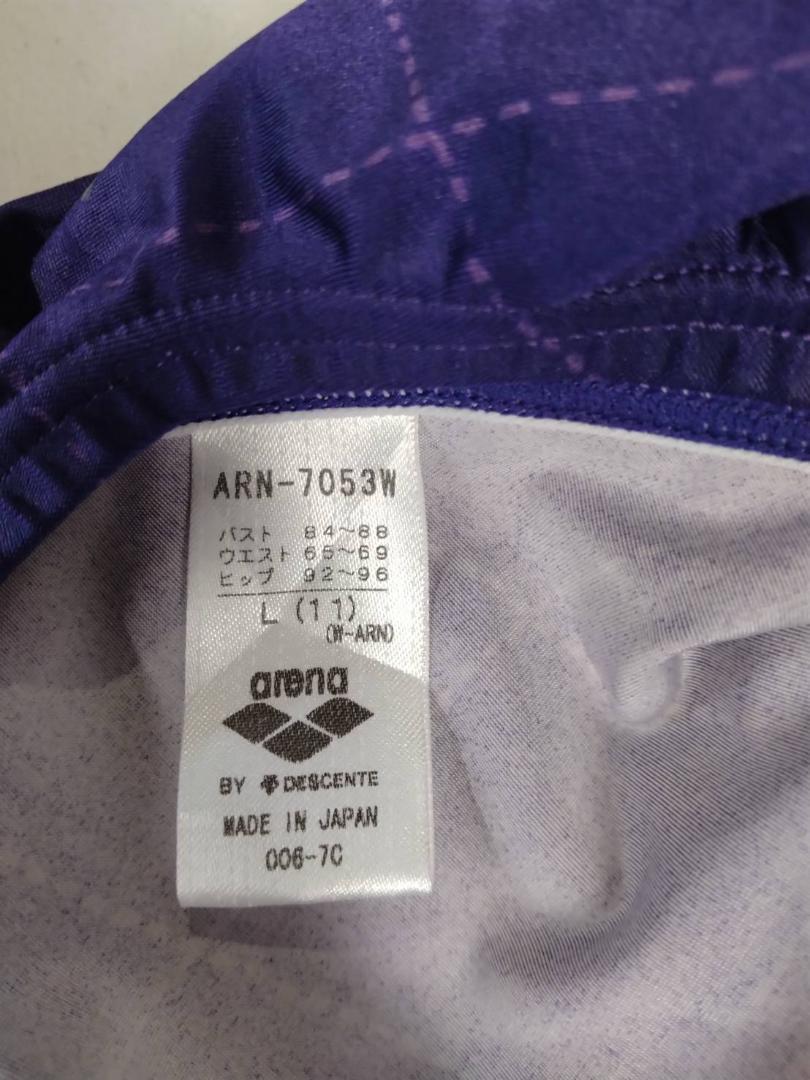 ARN-7053W
バスト 84~88
ウエスト 65~69
ヒップ 92~96
L (11)
(W-ARN)
arena
BY DESCENTE
MADE IN JAPAN
006-7C